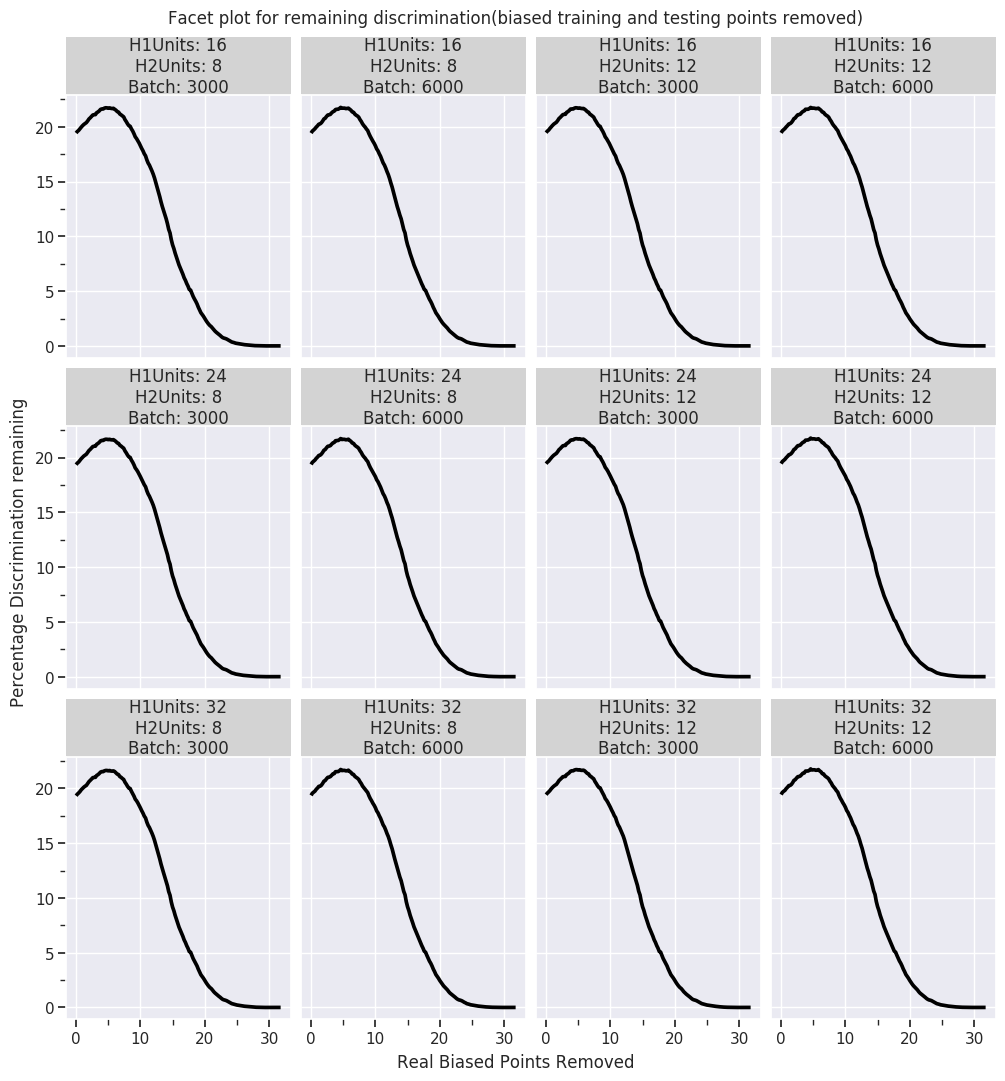 Facet plot for remaining discrimination(biased training and testing points removed)
H1Units: 16
H2Units: 8
Batch: 3000
H1Units: 16
H2Units: 8
Batch: 6000
H1Units: 16
H2Units: 12
Batch: 3000
H1Units: 16
H2Units: 12
Batch: 6000
20
15
10
5
0
H1Units: 24
H2Units: 8
Batch: 3000
H1Units: 24
H2Units: 8
Batch: 6000
H1Units: 24
H2Units: 12
Batch: 3000
H1Units: 24
H2Units: 12
Batch: 6000
20
15
10
5
0
Percentage Discrimination remaining
H1Units: 32
H2Units: 8
Batch: 3000
H1Units: 32
H2Units: 8
Batch: 6000
H1Units: 32
H2Units: 12
Batch: 3000
H1Units: 32
H2Units: 12
Batch: 6000
20
15
10
5
0
0 10 20 30 0 10 20 30 0 10 20 30 0 10 20 30
Real Biased Points Removed